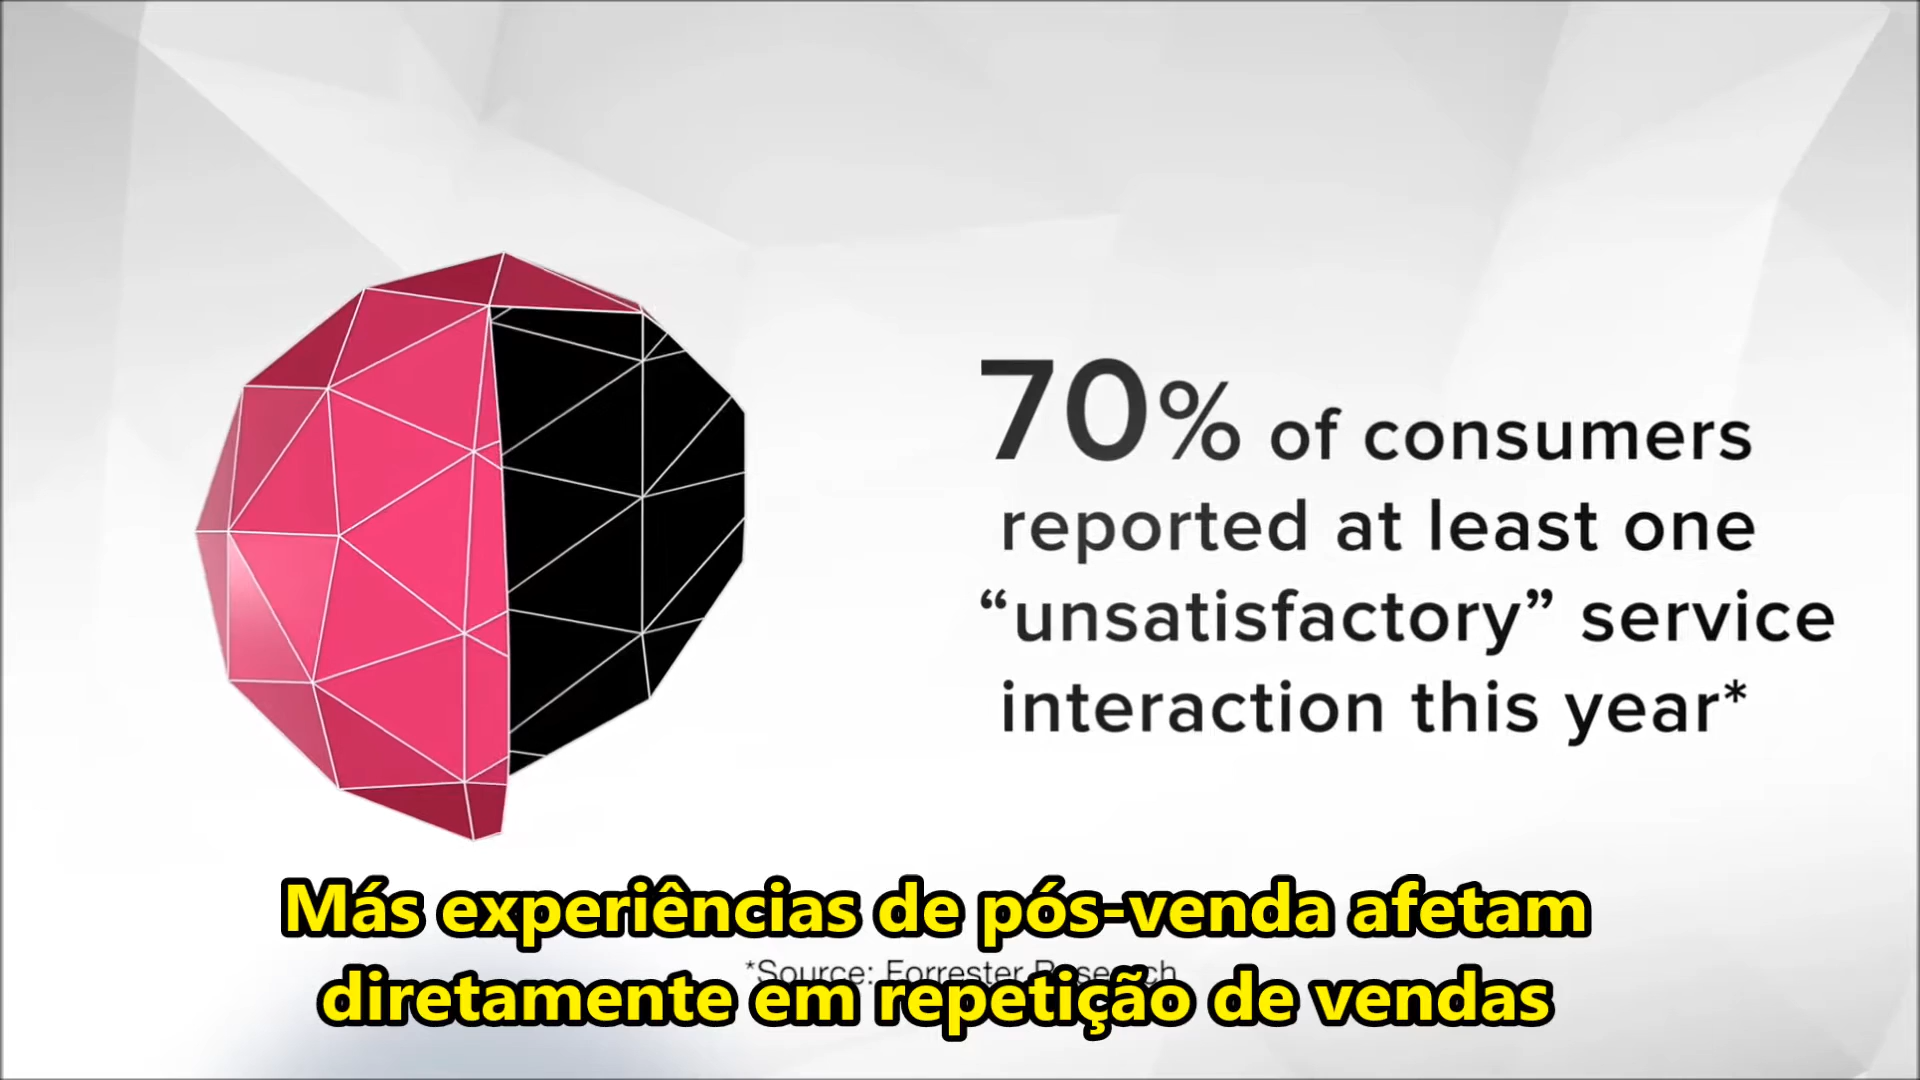 70% of consumers
reported at least one
“unsatisfactory” service
interaction this year*
*Source: Forrester Research
Más experiências de pós-venda afetam
diretamente em repetição de vendas